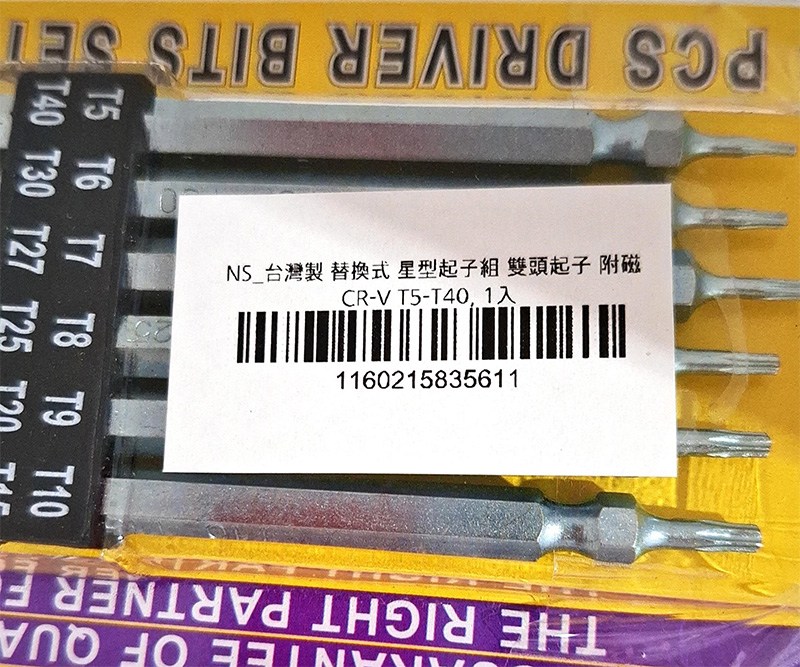 PCS DRIVER BITS SET
T5
T40
T6
T30
T7
T27
T8
T25
T9
T20
T10
T15
NS_台灣製 替換式 星型起子組 雙頭起子 附磁
CR-V T5-T40, 1入
1160215835611
THE RIGHT PARTNER